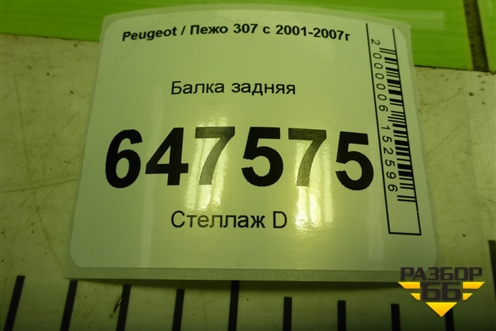 Peugeot / Пежо 307 с 2001-2007г
Балка задняя
647575
Стеллаж D
2000006152596
РАЗБОР
66